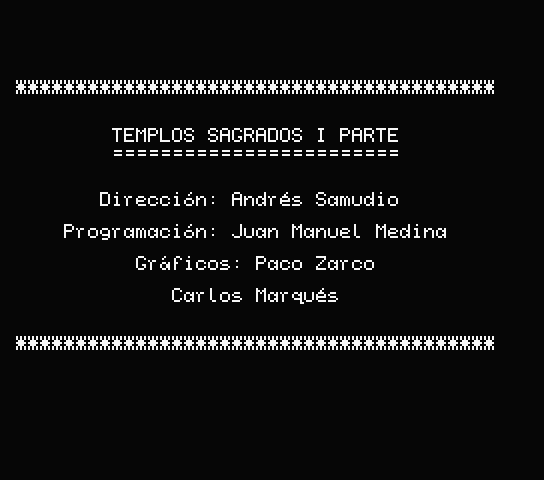 ****************************************
TEMPLOS SAGRADOS I PARTE
========================
Dirección: Andrés Samudio
Programación: Juan Manuel Medina
Gráficos: Paco Zarco
Carlos Marqués
****************************************